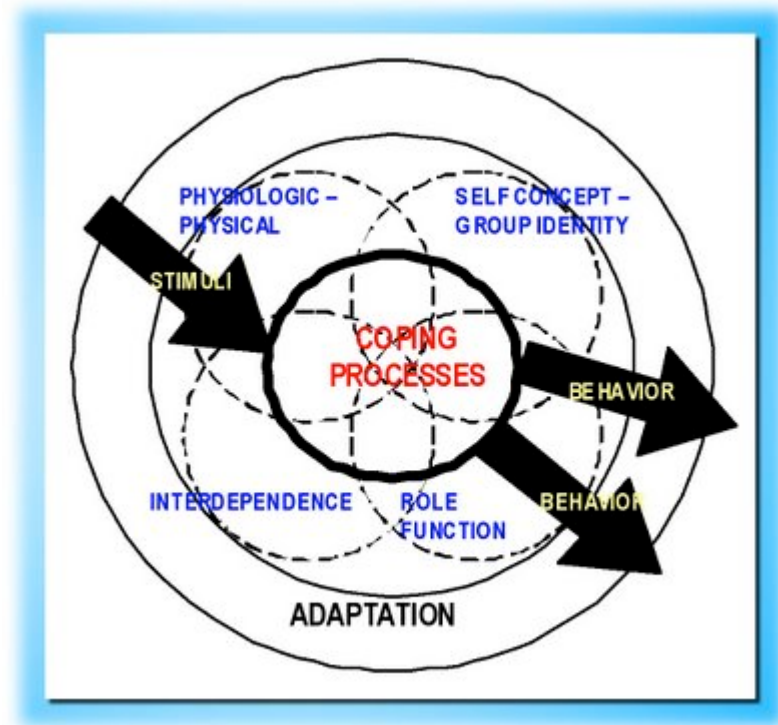 PHYSIOLOGIC –
PHYSICAL
SELF CONCEPT –
GROUP IDENTITY
STIMULI
COPING
PROCESSES
BEHAVIOR
INTERDEPENDENCE
ROLE
FUNCTION
BEHAVIOR
ADAPTATION